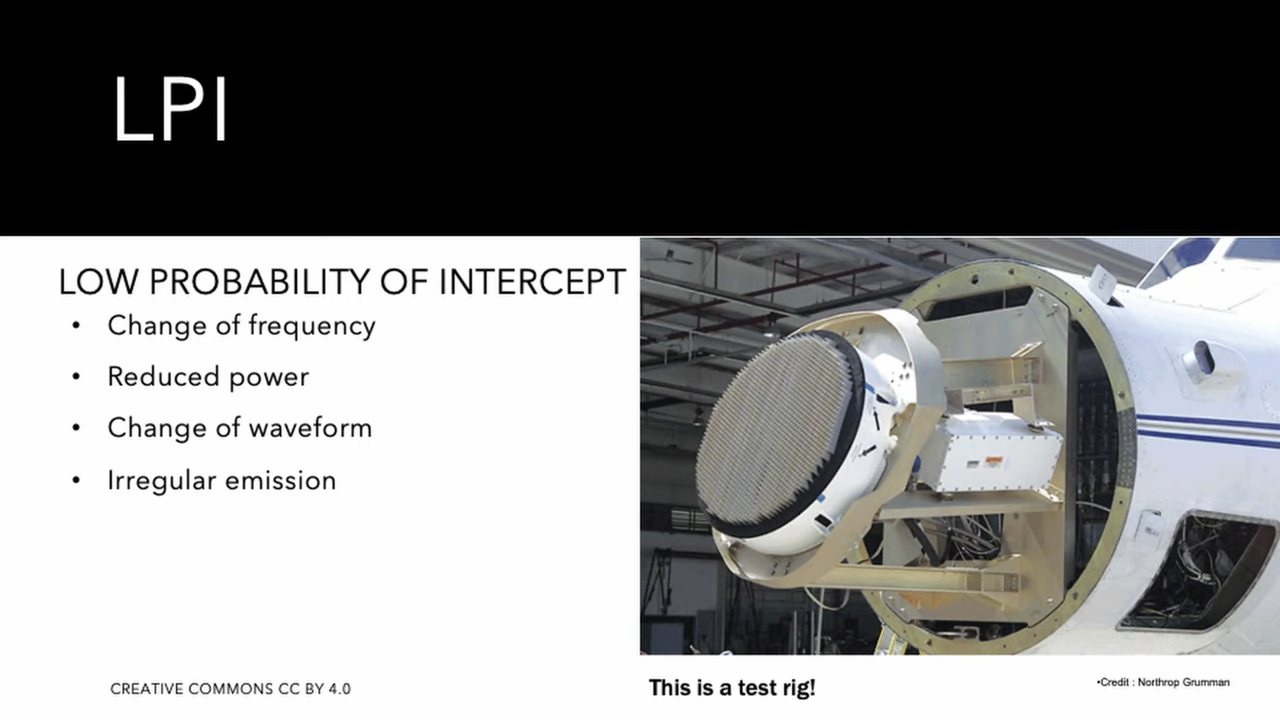 LPI
LOW PROBABILITY OF INTERCEPT
• Change of frequency
• Reduced power
• Change of waveform
• Irregular emission
CREATIVE COMMONS CC BY 4.0
This is a test rig!
•Credit : Northrop Grumman